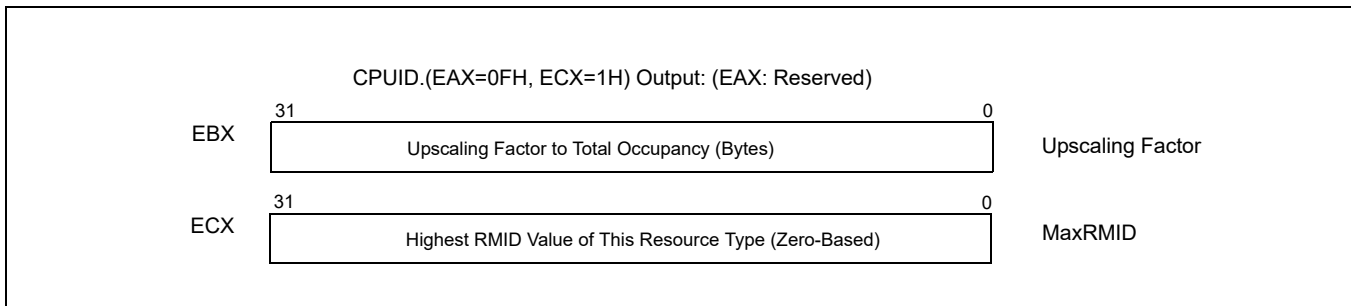 CPUID.(EAX=0FH, ECX=1H) Output: (EAX: Reserved)
31 0
EBX Upscaling Factor to Total Occupancy (Bytes) Upscaling Factor
31 0
ECX Highest RMID Value of This Resource Type (Zero-Based) MaxRMID